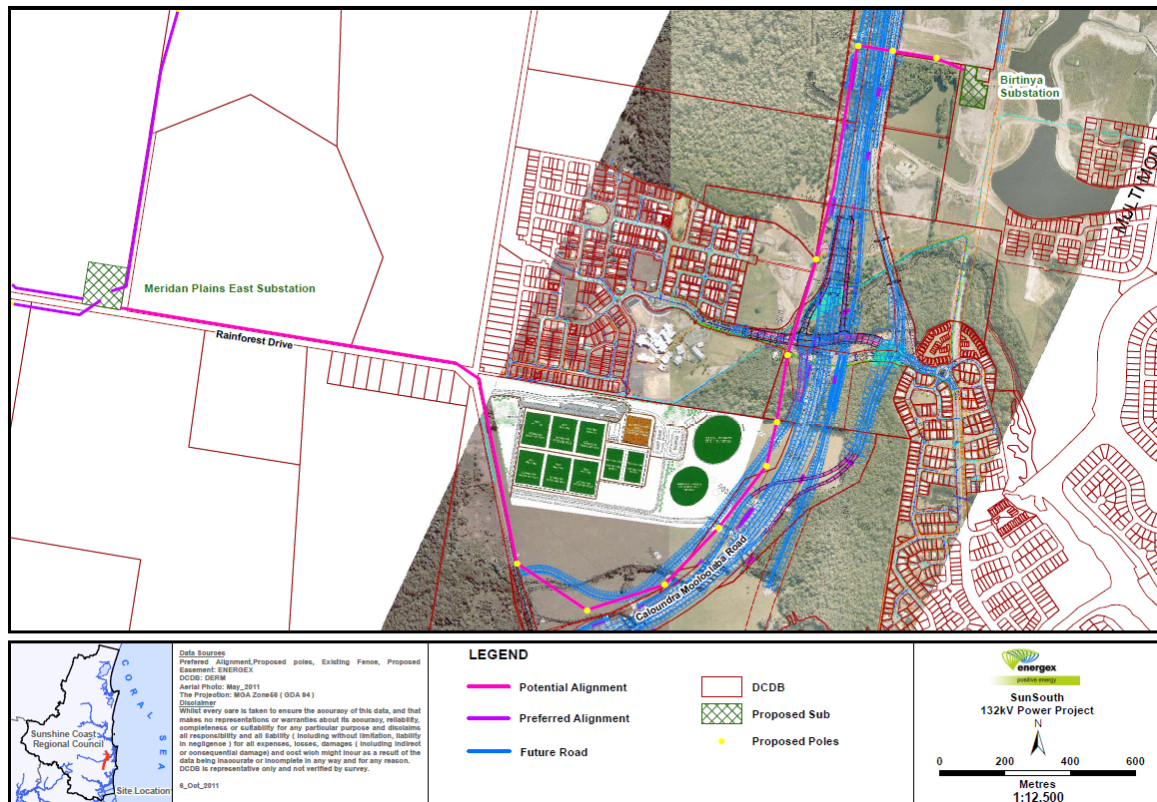 Birtinya
Substation
MULTI MOD
Meridan Plains East Substation
Rainforest Drive
Caloundra Mooloolaba Road
CORAL SEA
Sunshine Coast
Regional Council
Site Location
Data Sources
Prefered Alignment,Proposed poles, Existing Fence, Proposed
Easement: ENERGEX
DCDB: DERM
Aerial Photo: May_2011
The Projection: MGA Zone56 ( GDA 94 )
Disclaimer
Whilst every care is taken to ensure the accuracy of this data, and that
makes no representations or warranties about its accuracy, reliability,
completeness or suitability for any particular purpose and disclaims
all responsibility and all liability ( including without limitation, liability
in negligence ) for all expenses, losses, damages ( including indirect
or consequential damage) and cost wich might incur as a result of the
data being inaccurate or incomplete in any way and for any reason.
DCDB is representative only and not verified by survey.
6_Oct_2011
LEGEND
Potential Alignment
Preferred Alignment
Future Road
DCDB
Proposed Sub
Proposed Poles
energex
positive energy
SunSouth
132kV Power Project
N
0 200 400 600
Metres
1:12,500